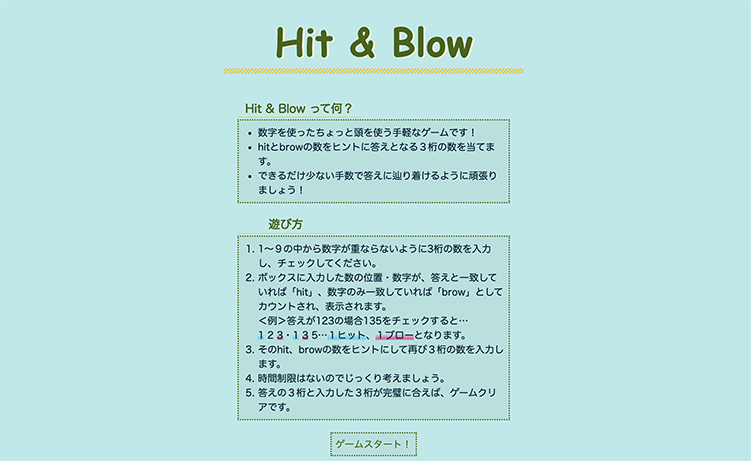 Hit & Blow
Hit & Blow って何？
• 数字を使ったちょっと頭を使う手軽なゲームです！
• hitとbrowの数をヒントに答えとなる３桁の数を当てま
す。
• できるだけ少ない手数で答えに辿り着けるように頑張り
ましょう！
遊び方
1. 1〜９の中から数字が重ならないように3桁の数を入力
し、チェックしてください。
2. ボックスに入力した数の位置・数字が、答えと一致して
いれば「hit」、数字のみ一致していれば「brow」として
カウントされ、表示されます。
＜例＞答えが123の場合135をチェックすると…
1 2 3・1 3 5…１ヒット、１ブローとなります。
3. そのhit、browの数をヒントにして再び３桁の数を入力し
ます。
4. 時間制限はないのでじっくり考えましょう。
5. 答えの３桁と入力した３桁が完璧に合えば、ゲームクリ
アです。
ゲームスタート！